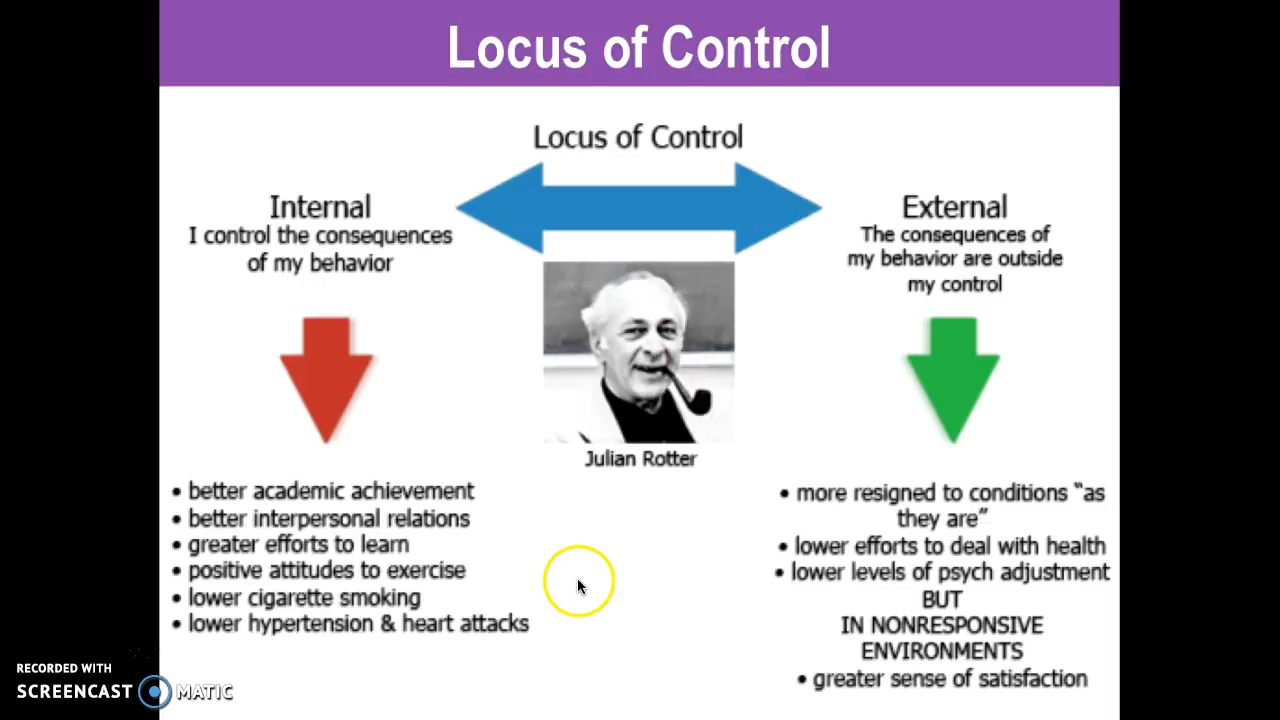 Locus of Control
Locus of Control
Internal
I control the consequences
of my behavior
External
The consequences of
my behavior are outside
my control
Julian Rotter
• better academic achievement
• better interpersonal relations
• greater efforts to learn
• positive attitudes to exercise
• lower cigarette smoking
• lower hypertension & heart attacks
• more resigned to conditions “as
they are”
• lower efforts to deal with health
• lower levels of psych adjustment
BUT
IN NONRESPONSIVE
ENVIRONMENTS
• greater sense of satisfaction
RECORDED WITH
SCREENCAST MATIC